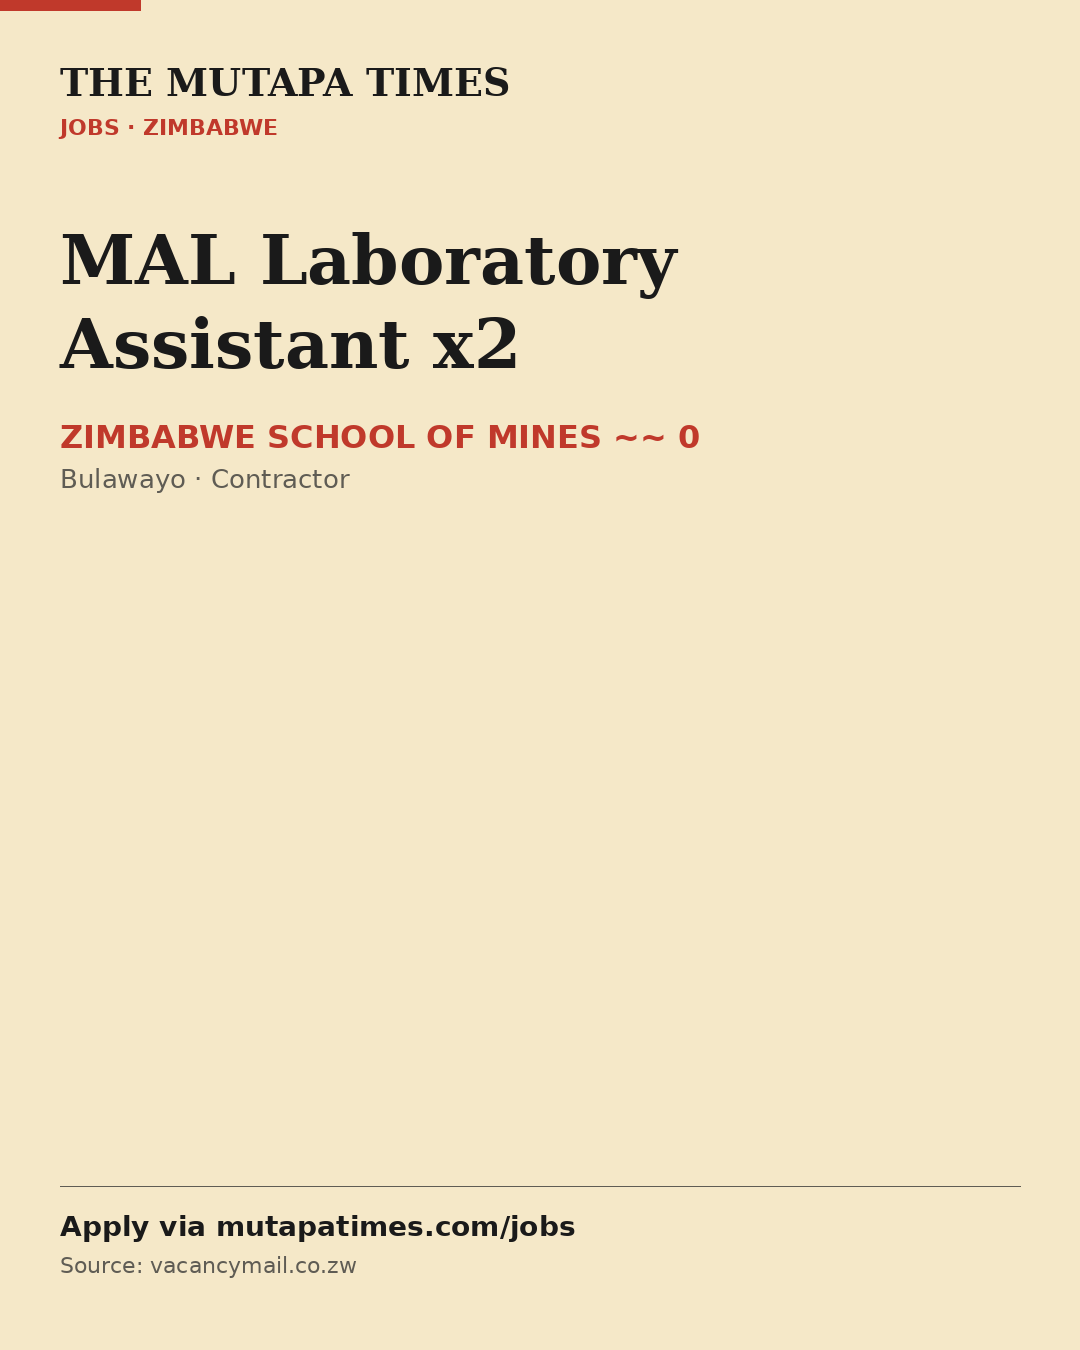 THE MUTAPA TIMES
JOBS · ZIMBABWE
MAL Laboratory
Assistant x2
ZIMBABWE SCHOOL OF MINES ~~ 0
Bulawayo · Contractor
Apply via mutapatimes.com/jobs
Source: vacancymail.co.zw